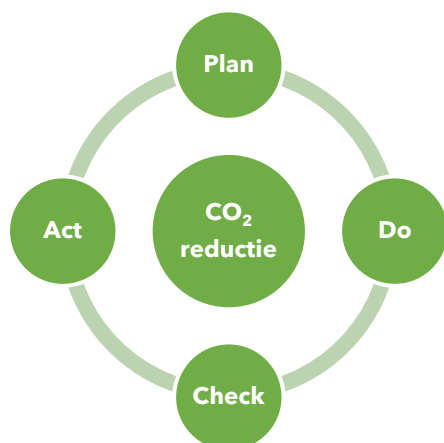 Plan
Act
CO₂
reductie
Do
Check